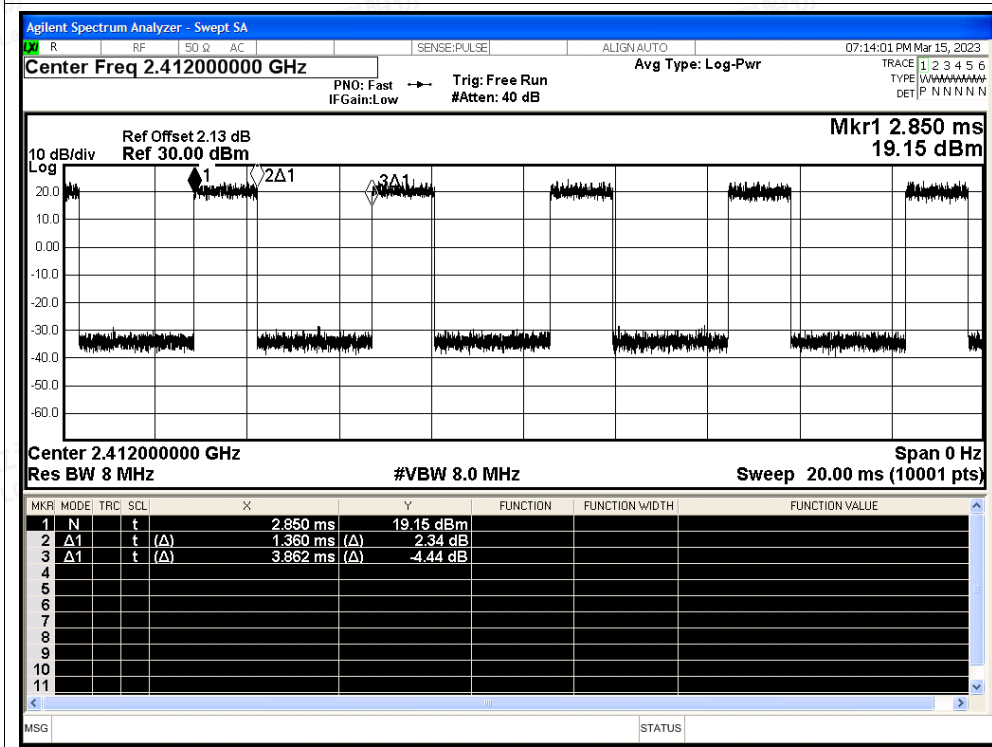 Agilent Spectrum Analyzer - Swept SA
LXI R RF 50 Ω AC SENSE:PULSE ALIGN AUTO 07:14:01 PM Mar 15, 2023
Center Freq 2.412000000 GHz
PNO: Fast
IFGain:Low
Trig: Free Run
#Atten: 40 dB
Avg Type: Log-Pwr
TRACE 1 2 3 4 5 6
TYPE WWWWWW
DET P N N N N N
Mkr1 2.850 ms
19.15 dBm
Ref Offset 2.13 dB
10 dB/div Ref 30.00 dBm
Log
1 2Δ1 3Δ1
20.0
10.0
0.00
-10.0
-20.0
-30.0
-40.0
-50.0
-60.0
Center 2.412000000 GHz Span 0 Hz
Res BW 8 MHz #VBW 8.0 MHz Sweep 20.00 ms (10001 pts)
MKR MODE TRC SCL X Y FUNCTION FUNCTION WIDTH FUNCTION VALUE
1 N t 2.850 ms 19.15 dBm
2 Δ1 t (Δ) 1.360 ms (Δ) 2.34 dB
3 Δ1 t (Δ) 3.862 ms (Δ) -4.44 dB
4
5
6
7
8
9
10
11
MSG STATUS